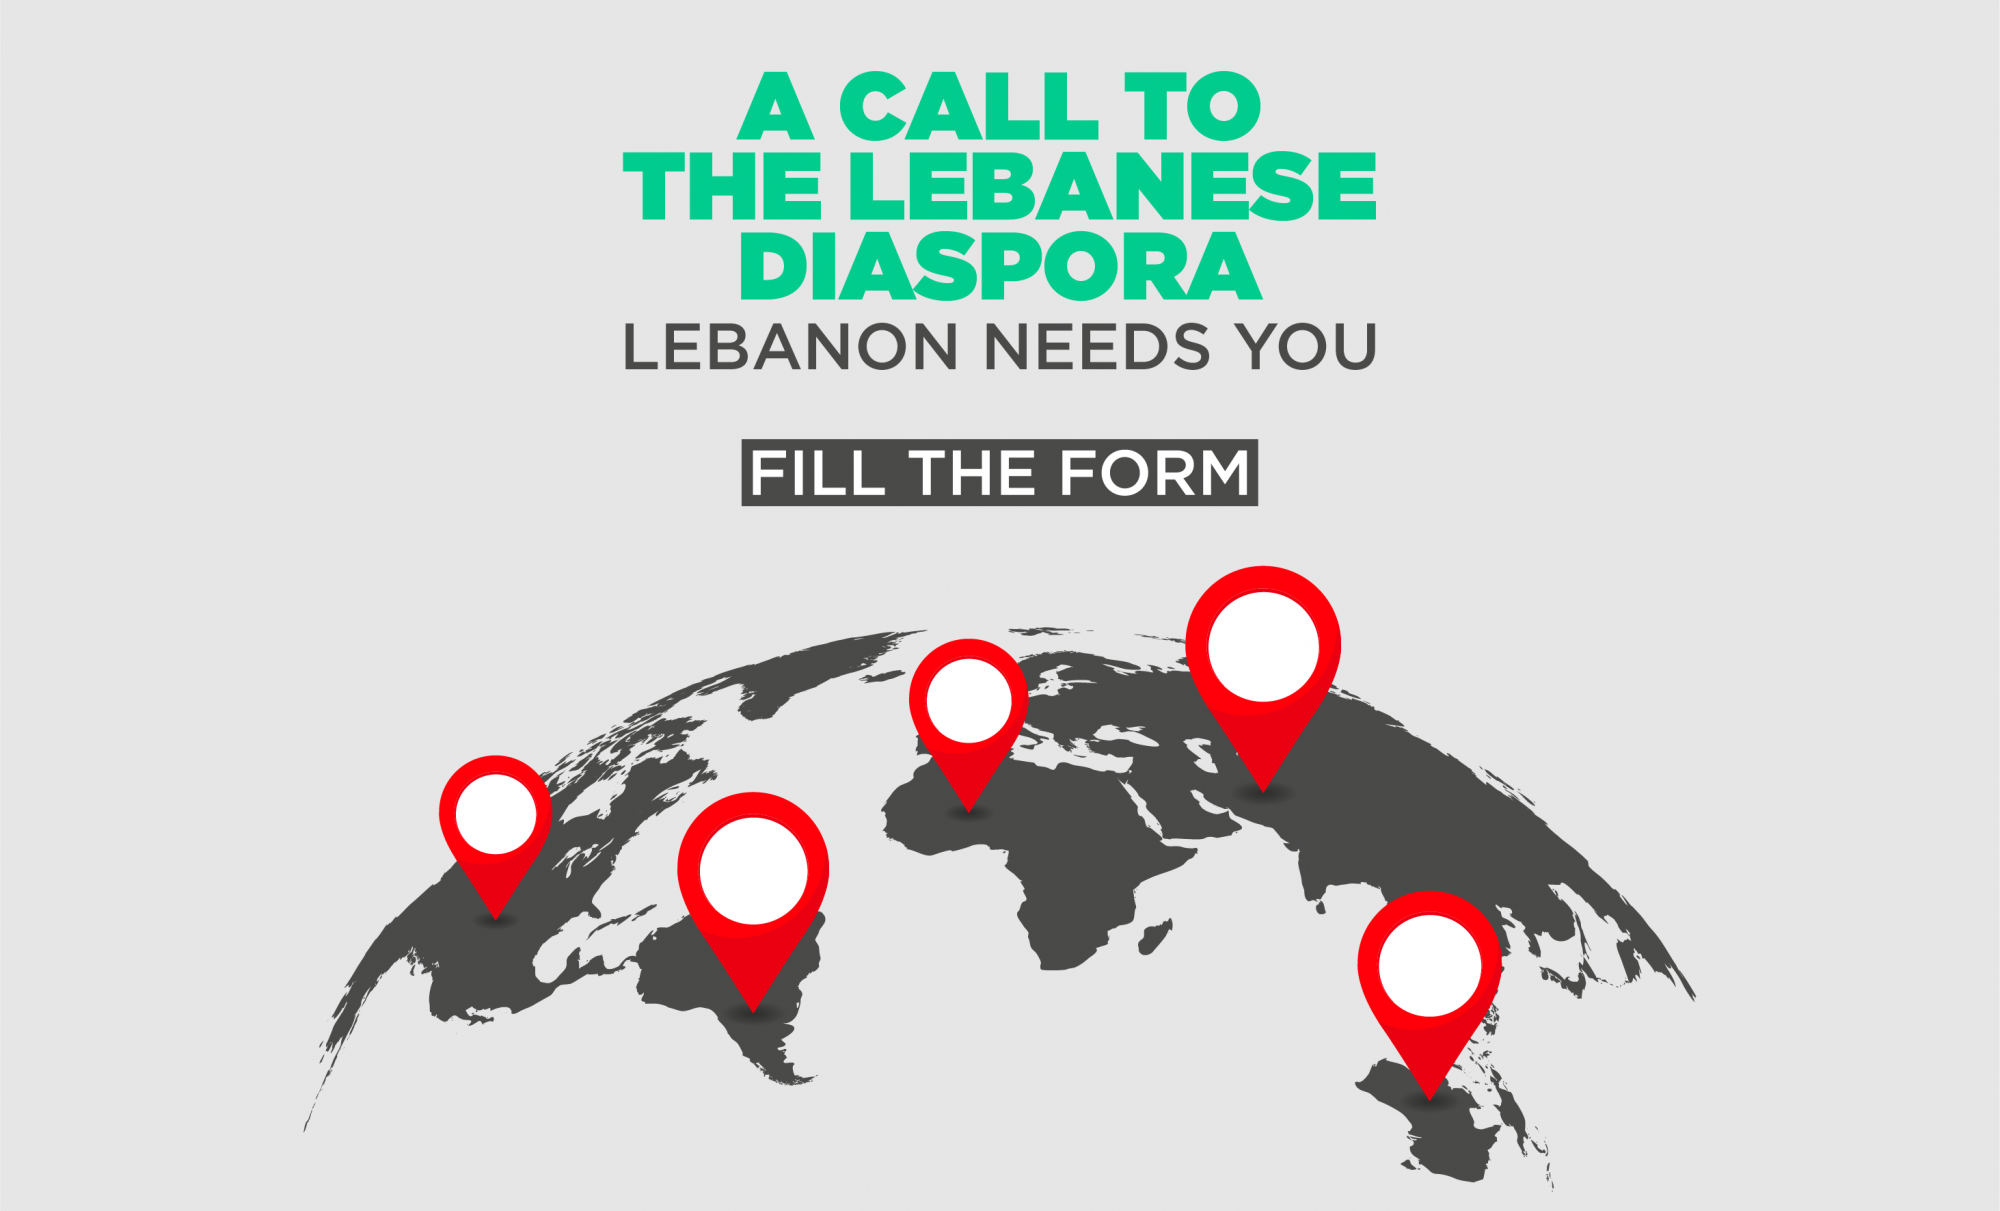 A CALL TO
THE LEBANESE
DIASPORA
LEBANON NEEDS YOU
FILL THE FORM